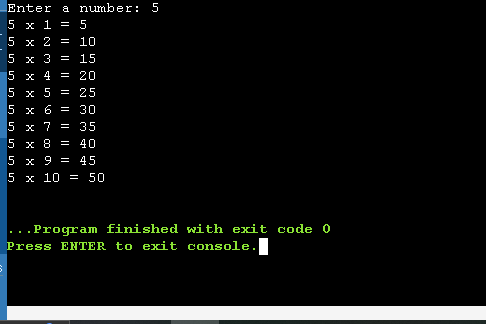 Enter a number: 5
5 x 1 = 5
5 x 2 = 10
5 x 3 = 15
5 x 4 = 20
5 x 5 = 25
5 x 6 = 30
5 x 7 = 35
5 x 8 = 40
5 x 9 = 45
5 x 10 = 50
...Program finished with exit code 0
Press ENTER to exit console.